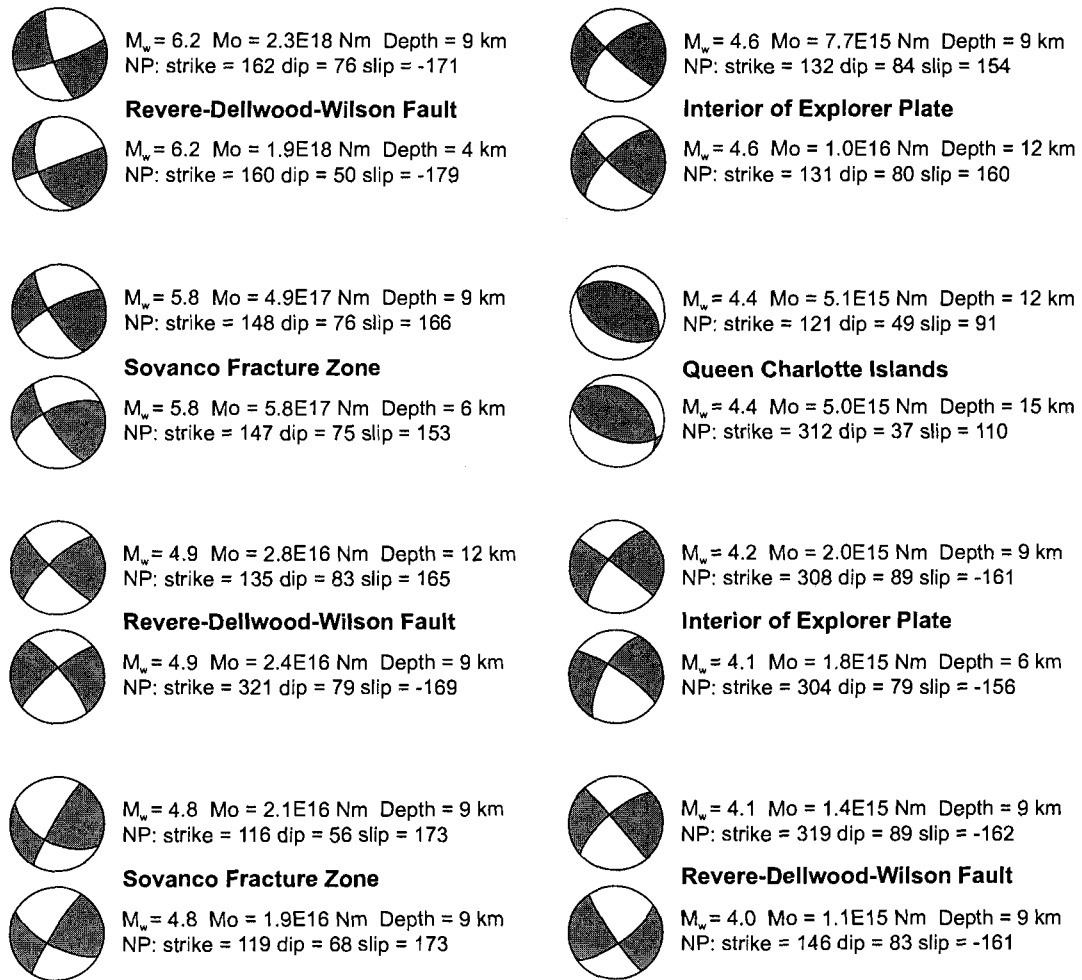 Mw = 6.2 Mo = 2.3E18 Nm Depth = 9 km
NP: strike = 162 dip = 76 slip = -171
Revere-Dellwood-Wilson Fault
Mw = 6.2 Mo = 1.9E18 Nm Depth = 4 km
NP: strike = 160 dip = 50 slip = -179
Mw = 5.8 Mo = 4.9E17 Nm Depth = 9 km
NP: strike = 148 dip = 76 slip = 166
Sovanco Fracture Zone
Mw = 5.8 Mo = 5.8E17 Nm Depth = 6 km
NP: strike = 147 dip = 75 slip = 153
Mw = 4.9 Mo = 2.8E16 Nm Depth = 12 km
NP: strike = 135 dip = 83 slip = 165
Revere-Dellwood-Wilson Fault
Mw = 4.9 Mo = 2.4E16 Nm Depth = 9 km
NP: strike = 321 dip = 79 slip = -169
Mw = 4.8 Mo = 2.1E16 Nm Depth = 9 km
NP: strike = 116 dip = 56 slip = 173
Sovanco Fracture Zone
Mw = 4.8 Mo = 1.9E16 Nm Depth = 9 km
NP: strike = 119 dip = 68 slip = 173
Mw = 4.6 Mo = 7.7E15 Nm Depth = 9 km
NP: strike = 132 dip = 84 slip = 154
Interior of Explorer Plate
Mw = 4.6 Mo = 1.0E16 Nm Depth = 12 km
NP: strike = 131 dip = 80 slip = 160
Mw = 4.4 Mo = 5.1E15 Nm Depth = 12 km
NP: strike = 121 dip = 49 slip = 91
Queen Charlotte Islands
Mw = 4.4 Mo = 5.0E15 Nm Depth = 15 km
NP: strike = 312 dip = 37 slip = 110
Mw = 4.2 Mo = 2.0E15 Nm Depth = 9 km
NP: strike = 308 dip = 89 slip = -161
Interior of Explorer Plate
Mw = 4.1 Mo = 1.8E15 Nm Depth = 6 km
NP: strike = 304 dip = 79 slip = -156
Mw = 4.1 Mo = 1.4E15 Nm Depth = 9 km
NP: strike = 319 dip = 89 slip = -162
Revere-Dellwood-Wilson Fault
Mw = 4.0 Mo = 1.1E15 Nm Depth = 9 km
NP: strike = 146 dip = 83 slip = -161